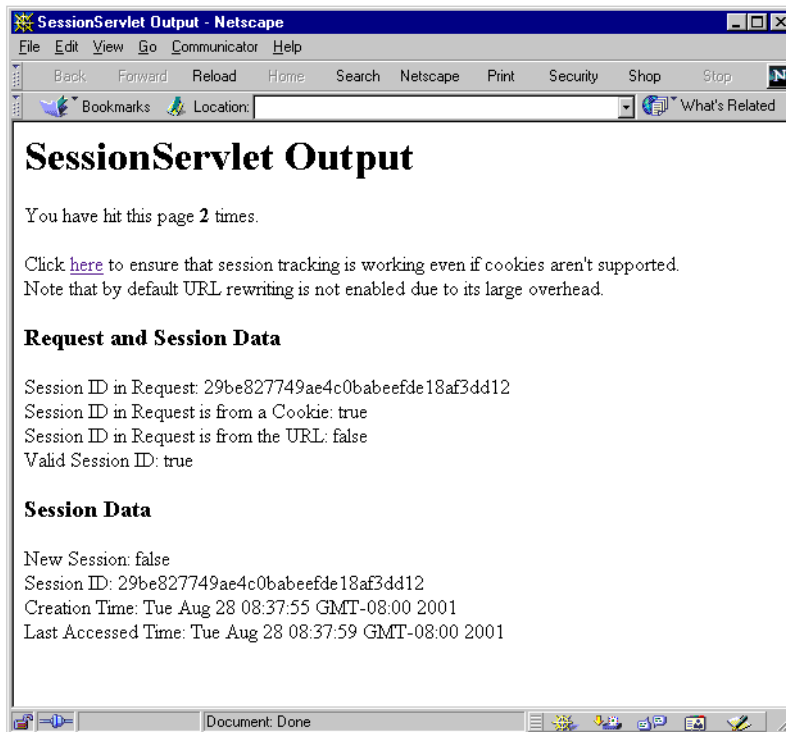 SessionServlet Output - Netscape
File Edit View Go Communicator Help
Back Forward Reload Home Search Netscape Print Security Shop Stop N
Bookmarks Location: What's Related
SessionServlet Output
You have hit this page 2 times.
Click here to ensure that session tracking is working even if cookies aren't supported.
Note that by default URL rewriting is not enabled due to its large overhead.
Request and Session Data
Session ID in Request: 29be827749ae4c0babeefde18af3dd12
Session ID in Request is from a Cookie: true
Session ID in Request is from the URL: false
Valid Session ID: true
Session Data
New Session: false
Session ID: 29be827749ae4c0babeefde18af3dd12
Creation Time: Tue Aug 28 08:37:55 GMT-08:00 2001
Last Accessed Time: Tue Aug 28 08:37:59 GMT-08:00 2001
Document: Done